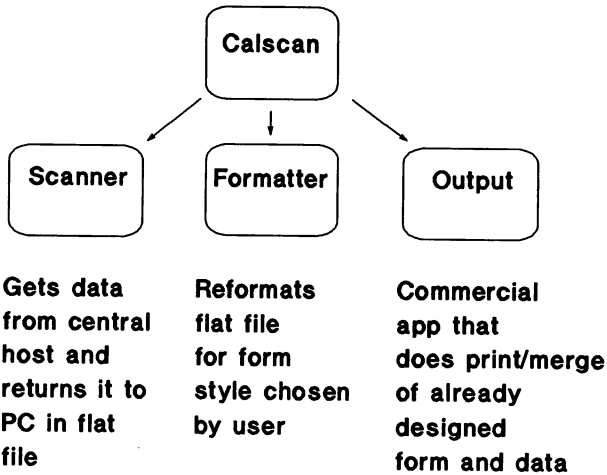 Calscan
Scanner
Formatter
Output
Gets data
from central
host and
returns it to
PC in flat
file
Reformats
flat file
for form
style chosen
by user
Commercial
app that
does print/merge
of already
designed
form and data